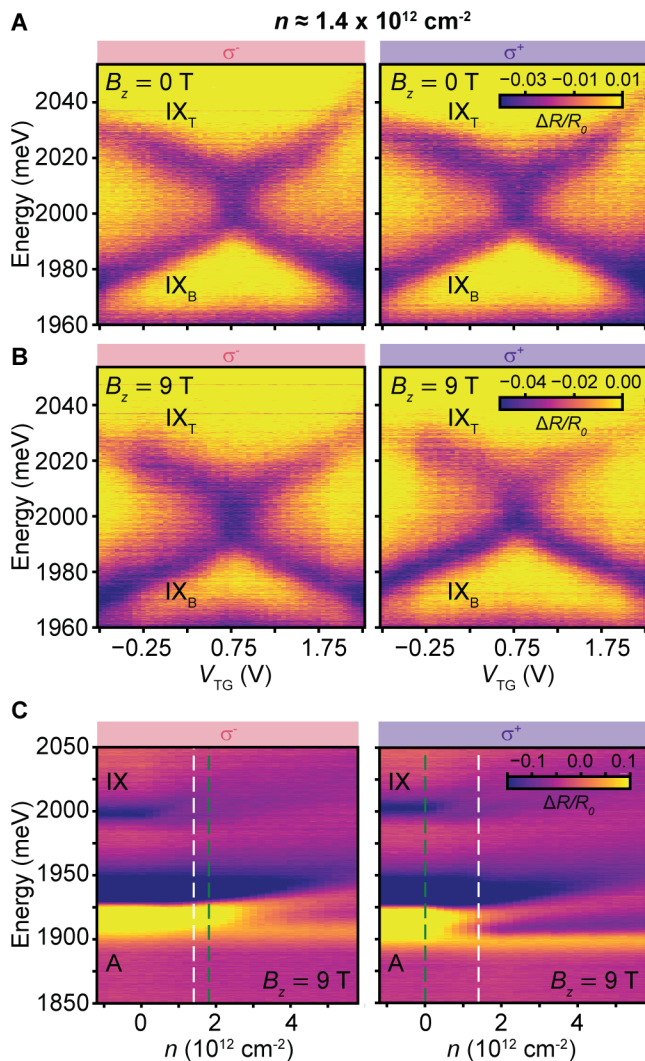 n ≈ 1.4 x 10¹² cm⁻²
A
σ⁻
σ⁺
B_z = 0 T
IX_T
IX_B
B_z = 0 T
IX_T
−0.03 −0.01 0.01
ΔR/R₀
IX_B
Energy (meV)
2040
2020
2000
1980
1960
B
σ⁻
σ⁺
B_z = 9 T
IX_T
IX_B
B_z = 9 T
IX_T
−0.04 −0.02 0.00
ΔR/R₀
IX_B
Energy (meV)
2040
2020
2000
1980
1960
−0.25 0.75 1.75
V_TG (V)
−0.25 0.75 1.75
V_TG (V)
C
σ⁻
σ⁺
IX
A
B_z = 9 T
IX
−0.1 0.0 0.1
ΔR/R₀
A
B_z = 9 T
Energy (meV)
2050
2000
1950
1900
1850
0 2 4
n (10¹² cm⁻²)
0 2 4
n (10¹² cm⁻²)